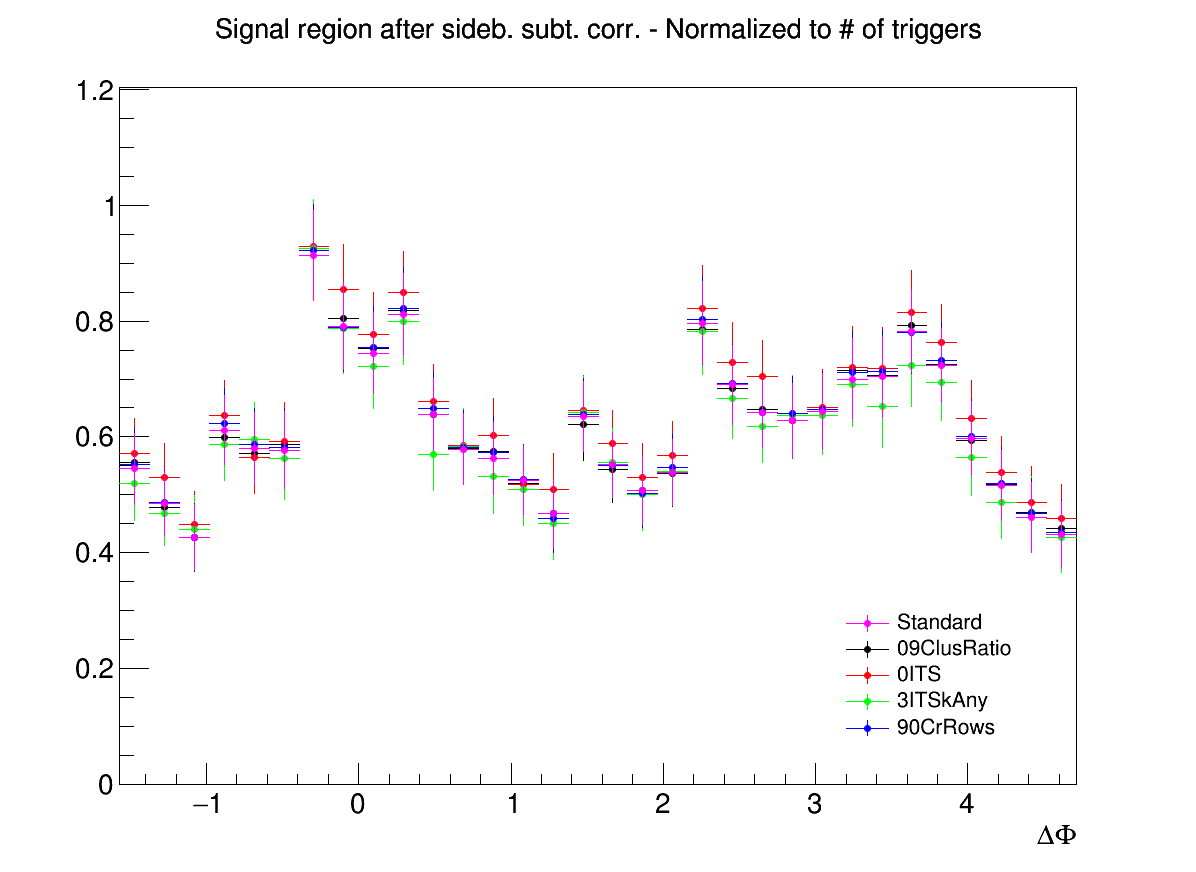 Signal region after sideb. subt. corr. - Normalized to # of triggers
1.2
1
0.8
0.6
0.4
0.2
0
−1 0 1 2 3 4
ΔΦ
Standard
09ClusRatio
0ITS
3ITSkAny
90CrRows